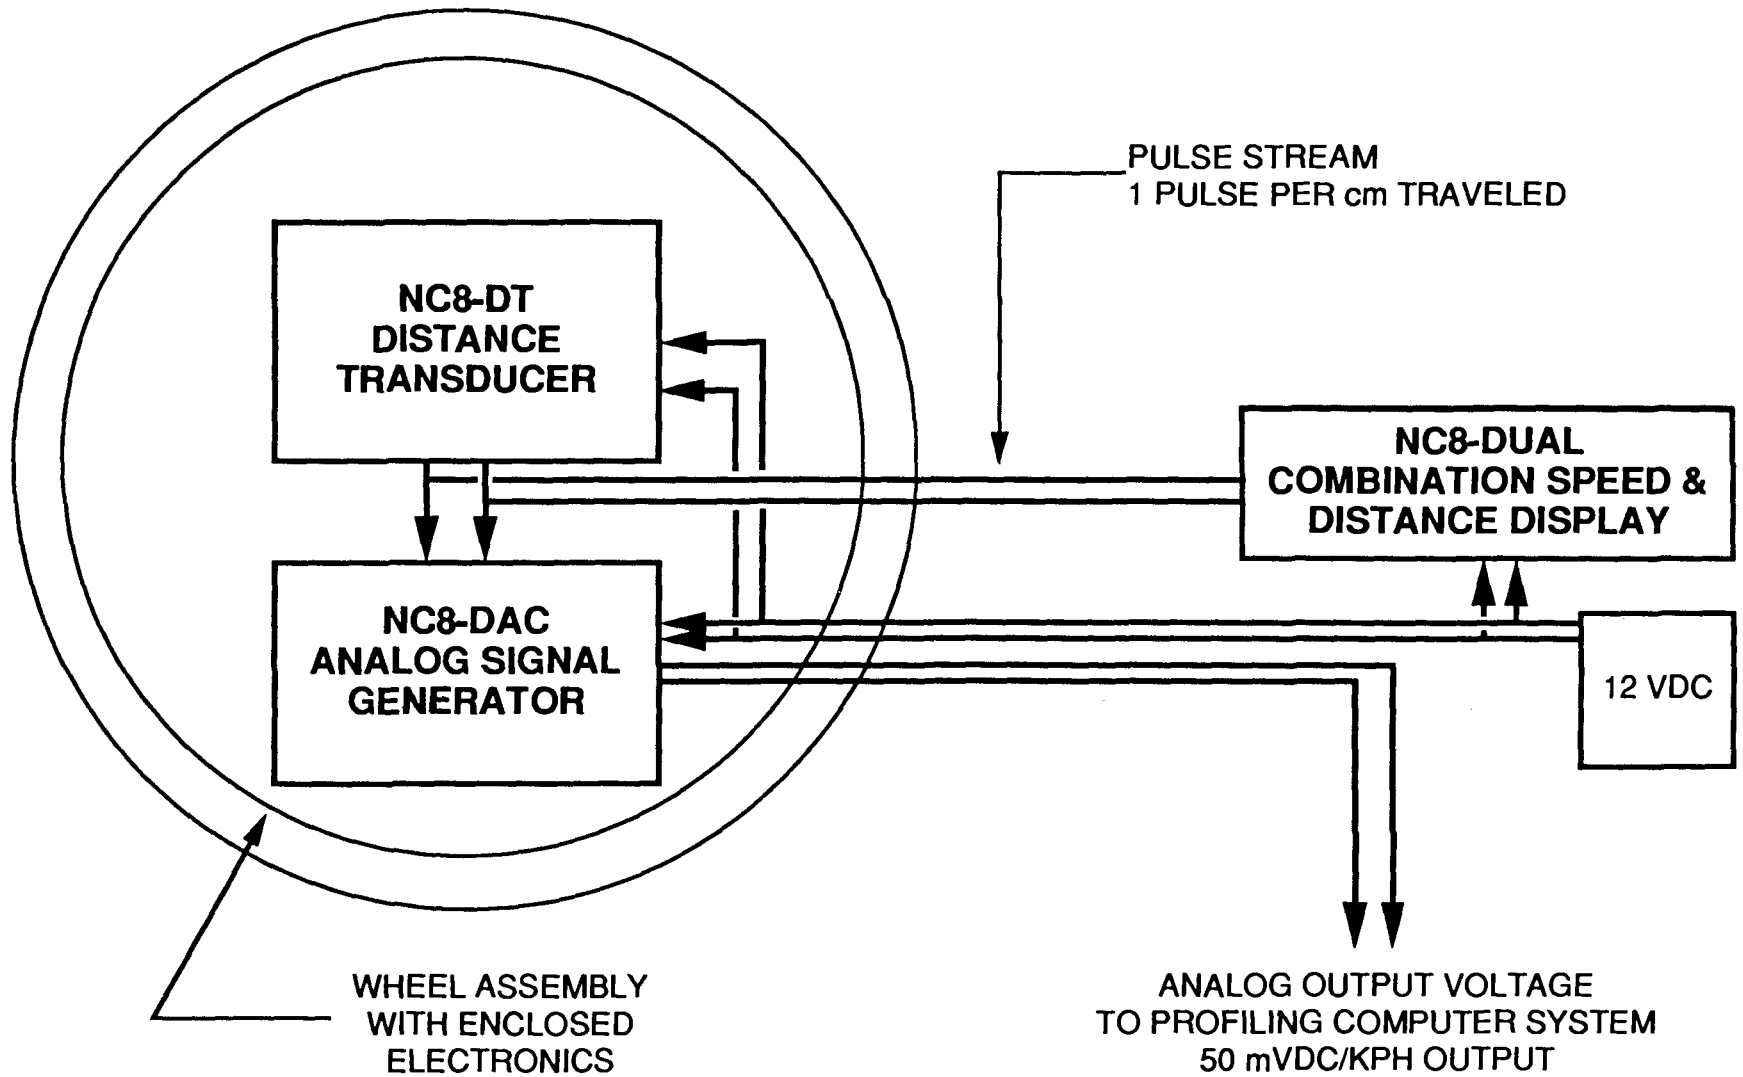 PULSE STREAM
1 PULSE PER cm TRAVELED
NC8-DT
DISTANCE
TRANSDUCER
NC8-DUAL
COMBINATION SPEED &
DISTANCE DISPLAY
NC8-DAC
ANALOG SIGNAL
GENERATOR
12 VDC
WHEEL ASSEMBLY
WITH ENCLOSED
ELECTRONICS
ANALOG OUTPUT VOLTAGE
TO PROFILING COMPUTER SYSTEM
50 mVDC/KPH OUTPUT